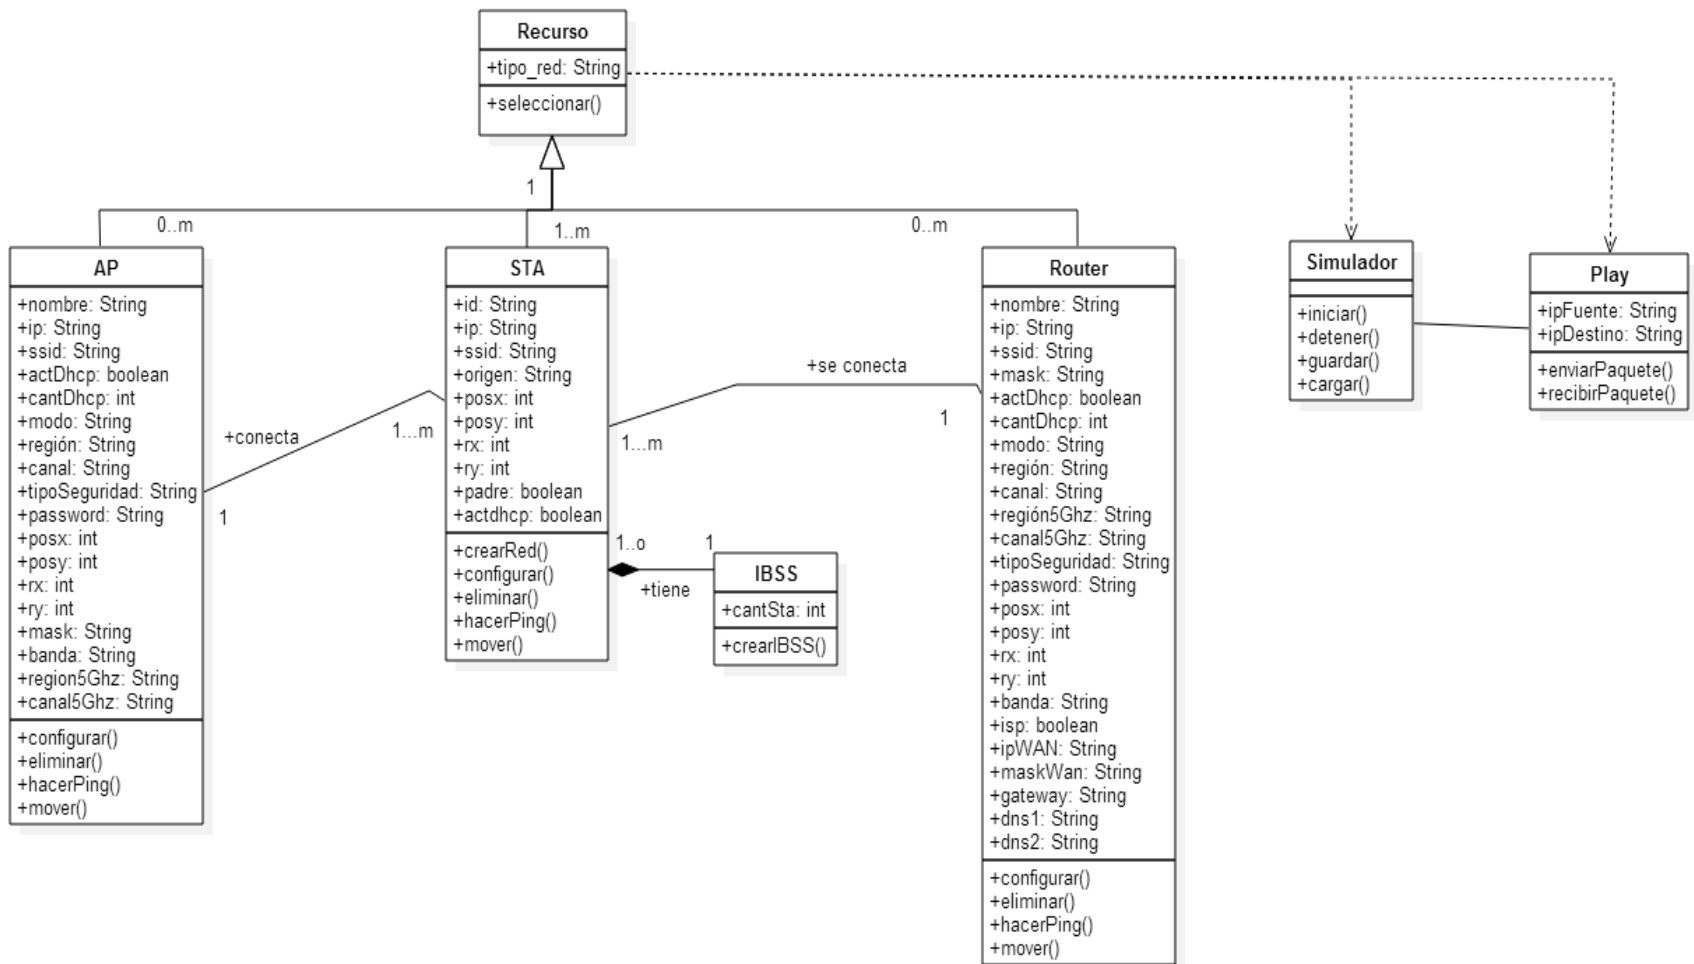 Recurso
+tipo_red: String
+seleccionar()
1
0..m
1..m
0..m
AP
+nombre: String
+ip: String
+ssid: String
+actDhcp: boolean
+cantDhcp: int
+modo: String
+región: String
+canal: String
+tipoSeguridad: String
+password: String
+posx: int
+posy: int
+rx: int
+ry: int
+mask: String
+banda: String
+region5Ghz: String
+canal5Ghz: String
+configurar()
+eliminar()
+hacerPing()
+mover()
+conecta
1...m
1
STA
+id: String
+ip: String
+ssid: String
+origen: String
+posx: int
+posy: int
+rx: int
+ry: int
+padre: boolean
+actdhcp: boolean
+crearRed()
+configurar()
+eliminar()
+hacerPing()
+mover()
+se conecta
1...m
1
1..o
1
+tiene
IBSS
+cantSta: int
+crearIBSS()
Router
+nombre: String
+ip: String
+ssid: String
+mask: String
+actDhcp: boolean
+cantDhcp: int
+modo: String
+región: String
+canal: String
+región5Ghz: String
+canal5Ghz: String
+tipoSeguridad: String
+password: String
+posx: int
+posy: int
+rx: int
+ry: int
+banda: String
+isp: boolean
+ipWAN: String
+maskWan: String
+gateway: String
+dns1: String
+dns2: String
+configurar()
+eliminar()
+hacerPing()
+mover()
Simulador
+iniciar()
+detener()
+guardar()
+cargar()
Play
+ipFuente: String
+ipDestino: String
+enviarPaquete()
+recibirPaquete()